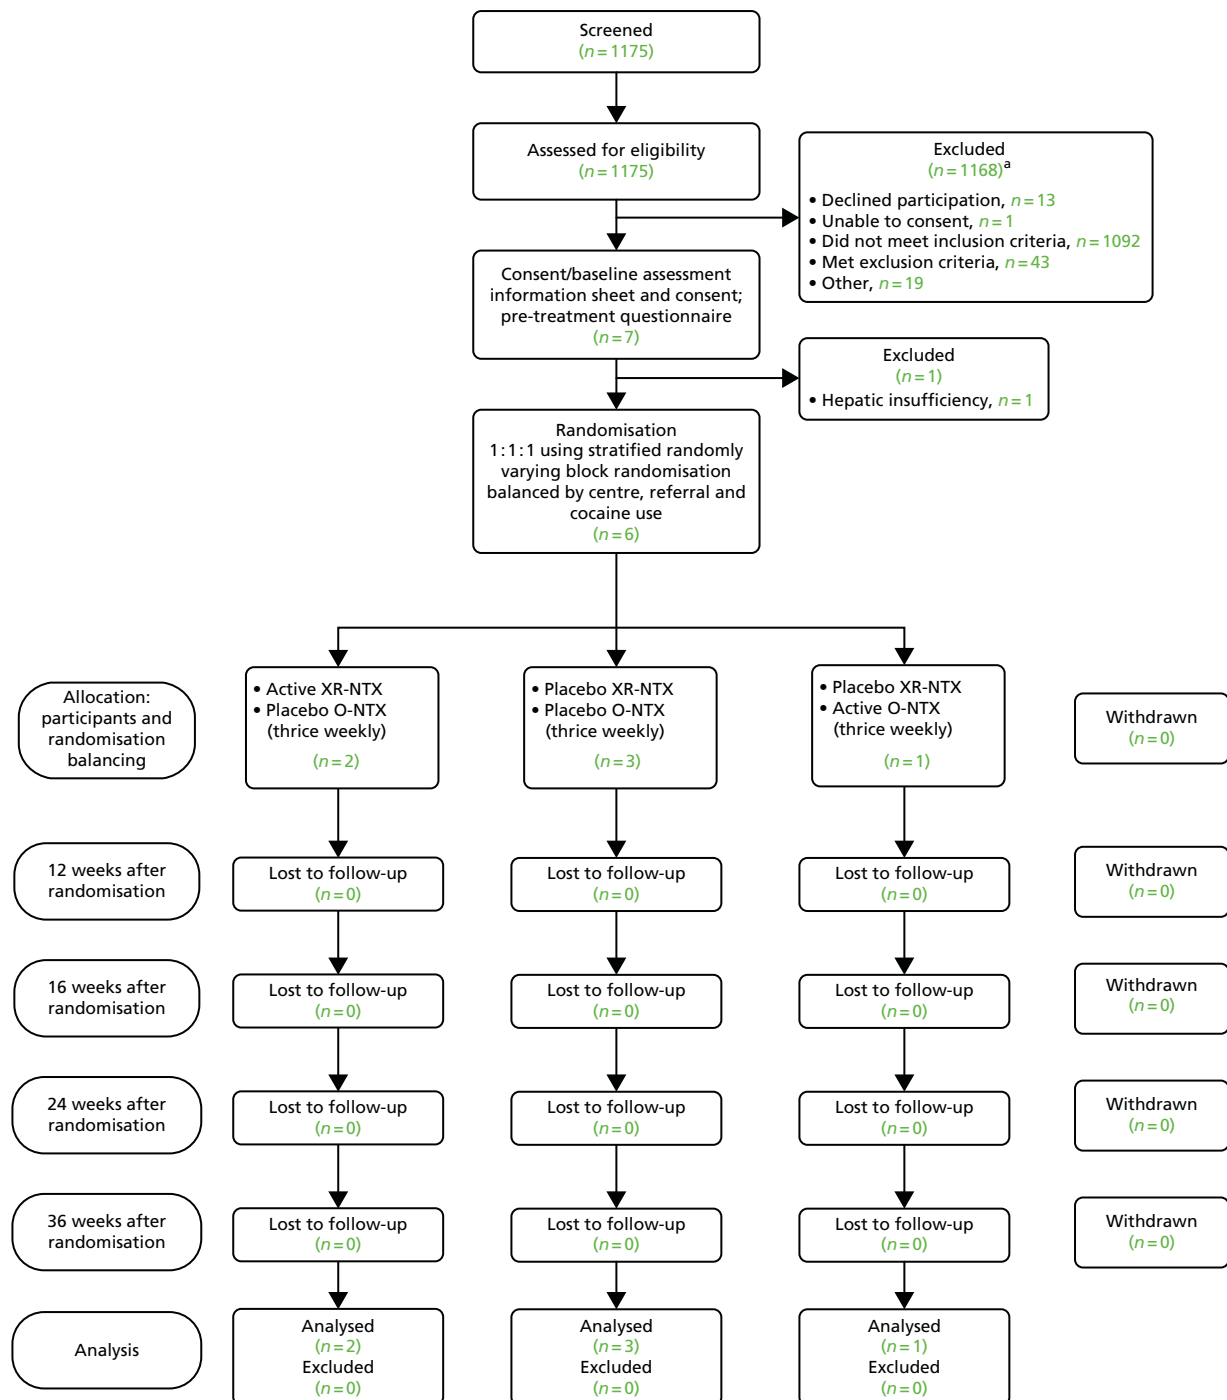 Screened
(n=1175)
Assessed for eligibility
(n=1175)
Excluded
(n=1168)a
• Declined participation, n=13
• Unable to consent, n=1
• Did not meet inclusion criteria, n=1092
• Met exclusion criteria, n=43
• Other, n=19
Consent/baseline assessment
information sheet and consent;
pre-treatment questionnaire
(n=7)
Excluded
(n=1)
• Hepatic insufficiency, n=1
Randomisation
1:1:1 using stratified randomly
varying block randomisation
balanced by centre, referral and
cocaine use
(n=6)
Allocation:
participants and
randomisation
balancing
• Active XR-NTX
• Placebo O-NTX
(thrice weekly)
(n=2)
• Placebo XR-NTX
• Placebo O-NTX
(thrice weekly)
(n=3)
• Placebo XR-NTX
• Active O-NTX
(thrice weekly)
(n=1)
Withdrawn
(n=0)
12 weeks after
randomisation
Lost to follow-up
(n=0)
Lost to follow-up
(n=0)
Lost to follow-up
(n=0)
Withdrawn
(n=0)
16 weeks after
randomisation
Lost to follow-up
(n=0)
Lost to follow-up
(n=0)
Lost to follow-up
(n=0)
Withdrawn
(n=0)
24 weeks after
randomisation
Lost to follow-up
(n=0)
Lost to follow-up
(n=0)
Lost to follow-up
(n=0)
Withdrawn
(n=0)
36 weeks after
randomisation
Lost to follow-up
(n=0)
Lost to follow-up
(n=0)
Lost to follow-up
(n=0)
Withdrawn
(n=0)
Analysis
Analysed
(n=2)
Excluded
(n=0)
Analysed
(n=3)
Excluded
(n=0)
Analysed
(n=1)
Excluded
(n=0)